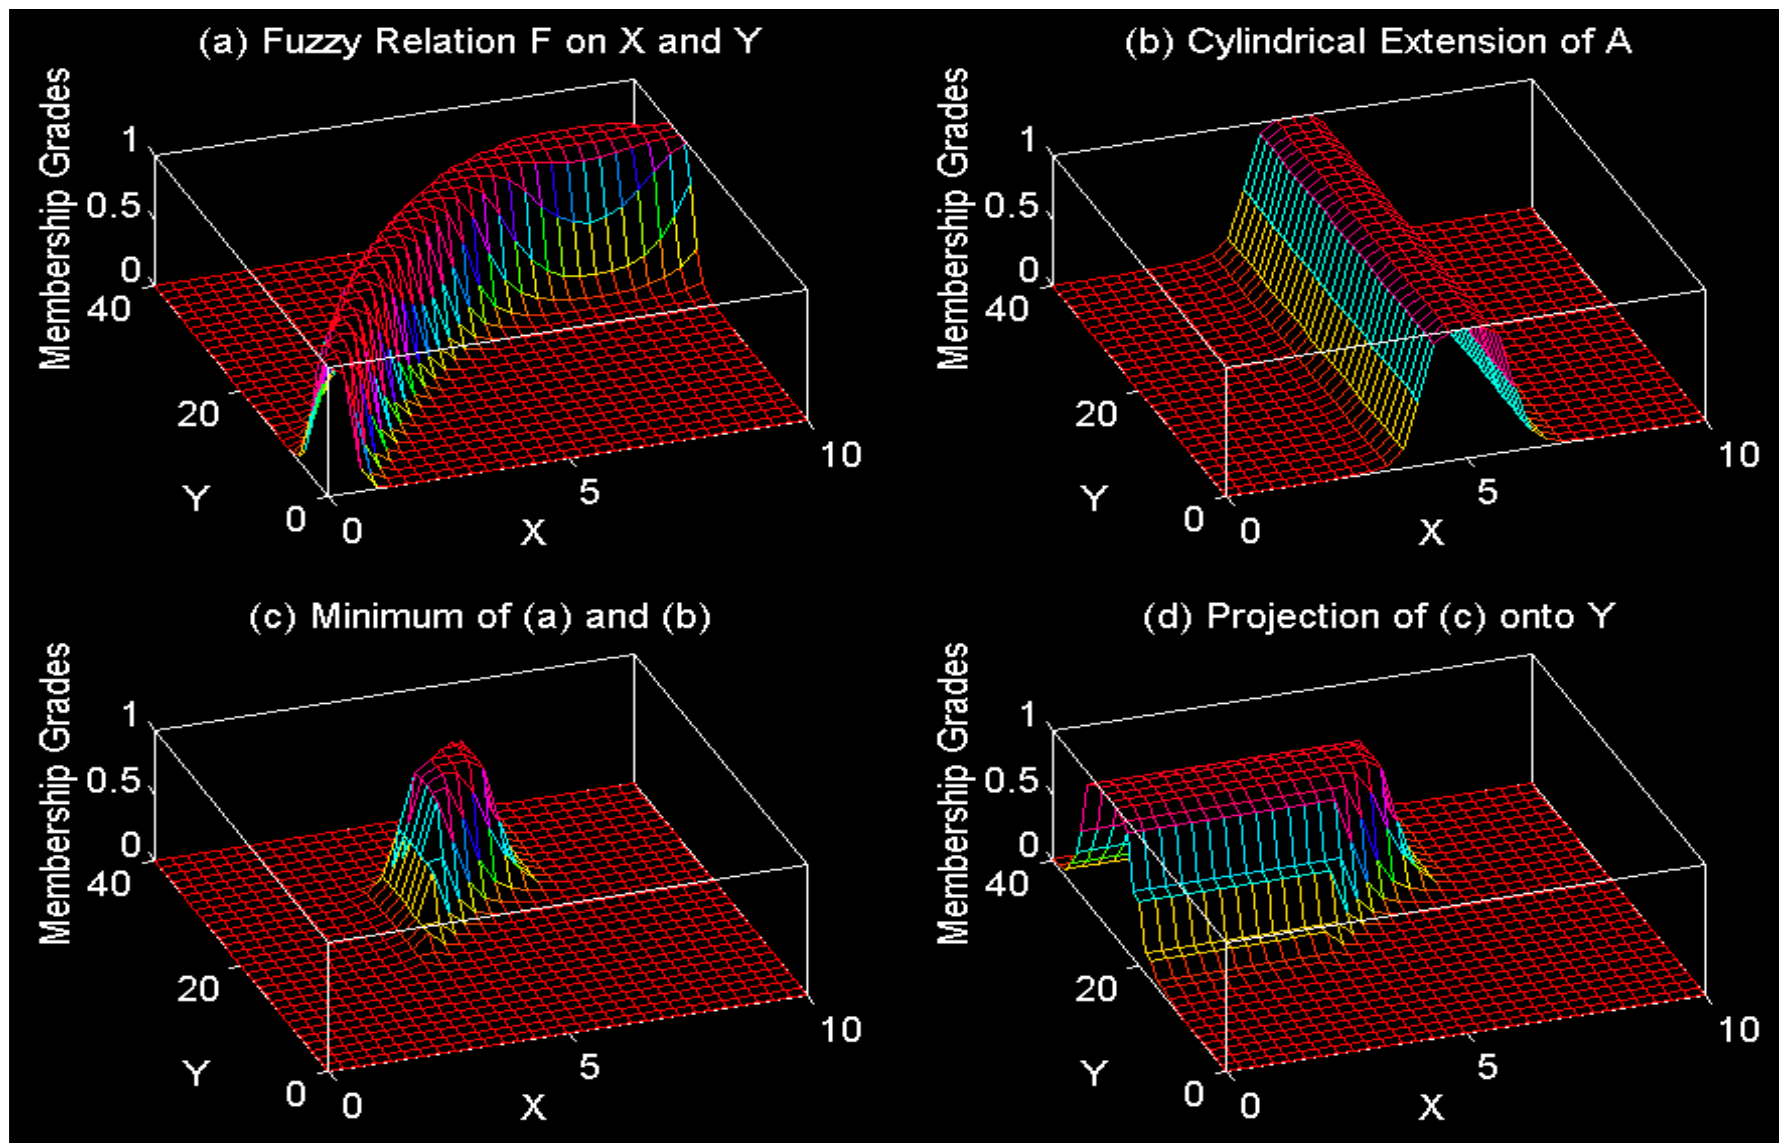 (a) Fuzzy Relation F on X and Y
Membership Grades
1
0.5
0
40
20
0
Y
0
5
10
X
(b) Cylindrical Extension of A
Membership Grades
1
0.5
0
40
20
0
Y
0
5
10
X
(c) Minimum of (a) and (b)
Membership Grades
1
0.5
0
40
20
0
Y
0
5
10
X
(d) Projection of (c) onto Y
Membership Grades
1
0.5
0
40
20
0
Y
0
5
10
X